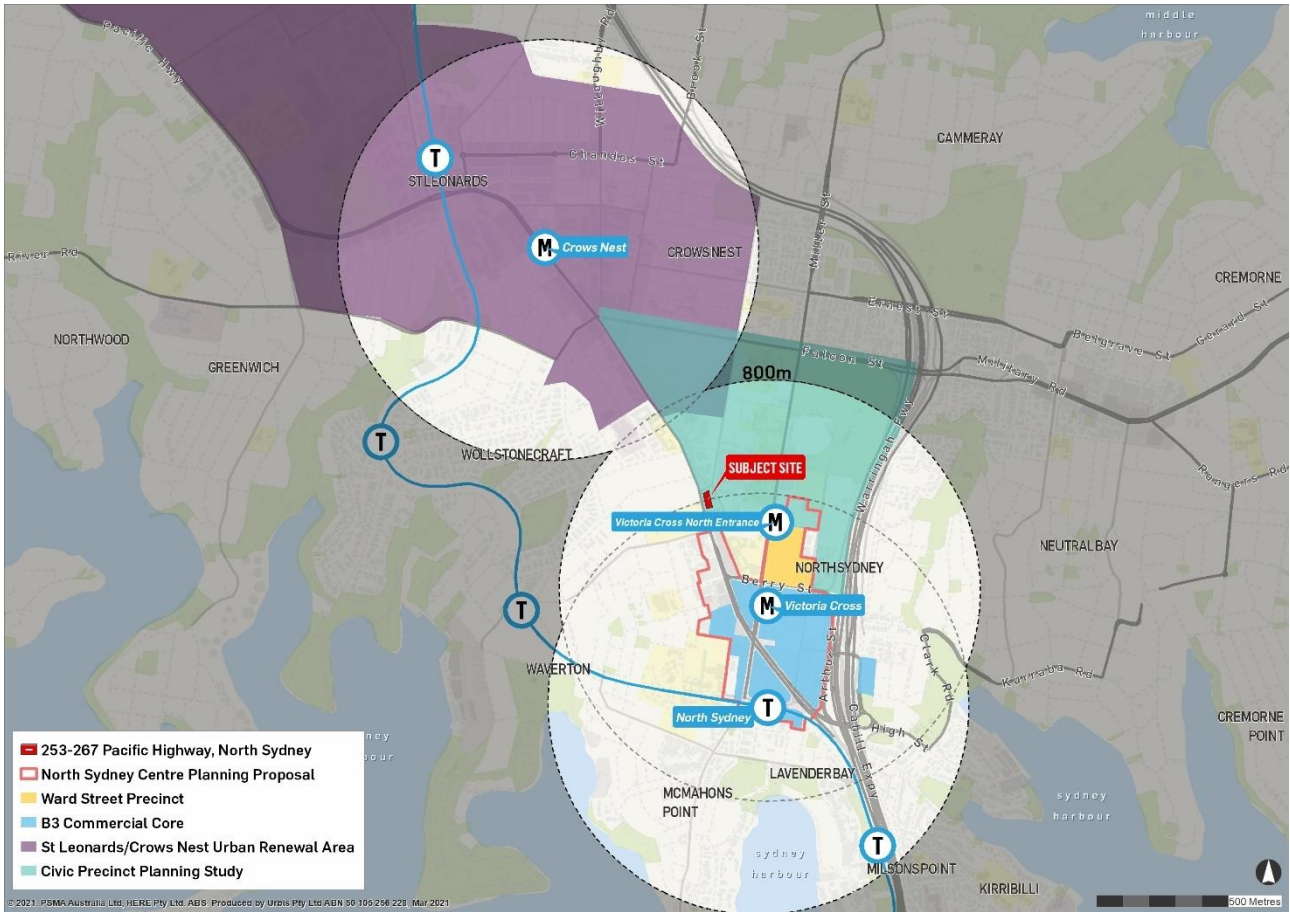 middle
harbour
Pacific Hwy
Willoughby Rd
Brook St
CAMMERAY
Chandos St
T
ST LEONARDS
M Crows Nest
CROWS NEST
Miller St
River Rd
CREMORNE
Ernest St
Gerard St
NORTHWOOD
Belgrave St
GREENWICH
Falcon St
Military Rd
800m
Warringah Fwy
T
WOLLSTONECRAFT
SUBJECT SITE
Rangers Rd
Victoria Cross North Entrance M
NEUTRAL BAY
NORTH SYDNEY
Berry St
T
M Victoria Cross
Arthur St
Clark Rd
WAVERTON
Kurraba Rd
North Sydney T
CREMORNE
POINT
Cahill Expy
High St
LAVENDER BAY
MCMAHONS
POINT
sydney
harbour
T
sydney
harbour
MILSONS POINT
KIRRIBILLI
253-267 Pacific Highway, North Sydney
North Sydney Centre Planning Proposal
Ward Street Precinct
B3 Commercial Core
St Leonards/Crows Nest Urban Renewal Area
Civic Precinct Planning Study
500 Metres
© 2021. PSMA Australia Ltd, HERE Pty Ltd. ABS. Produced by Urbis Pty Ltd ABN 50 105 256 228, Mar 2021